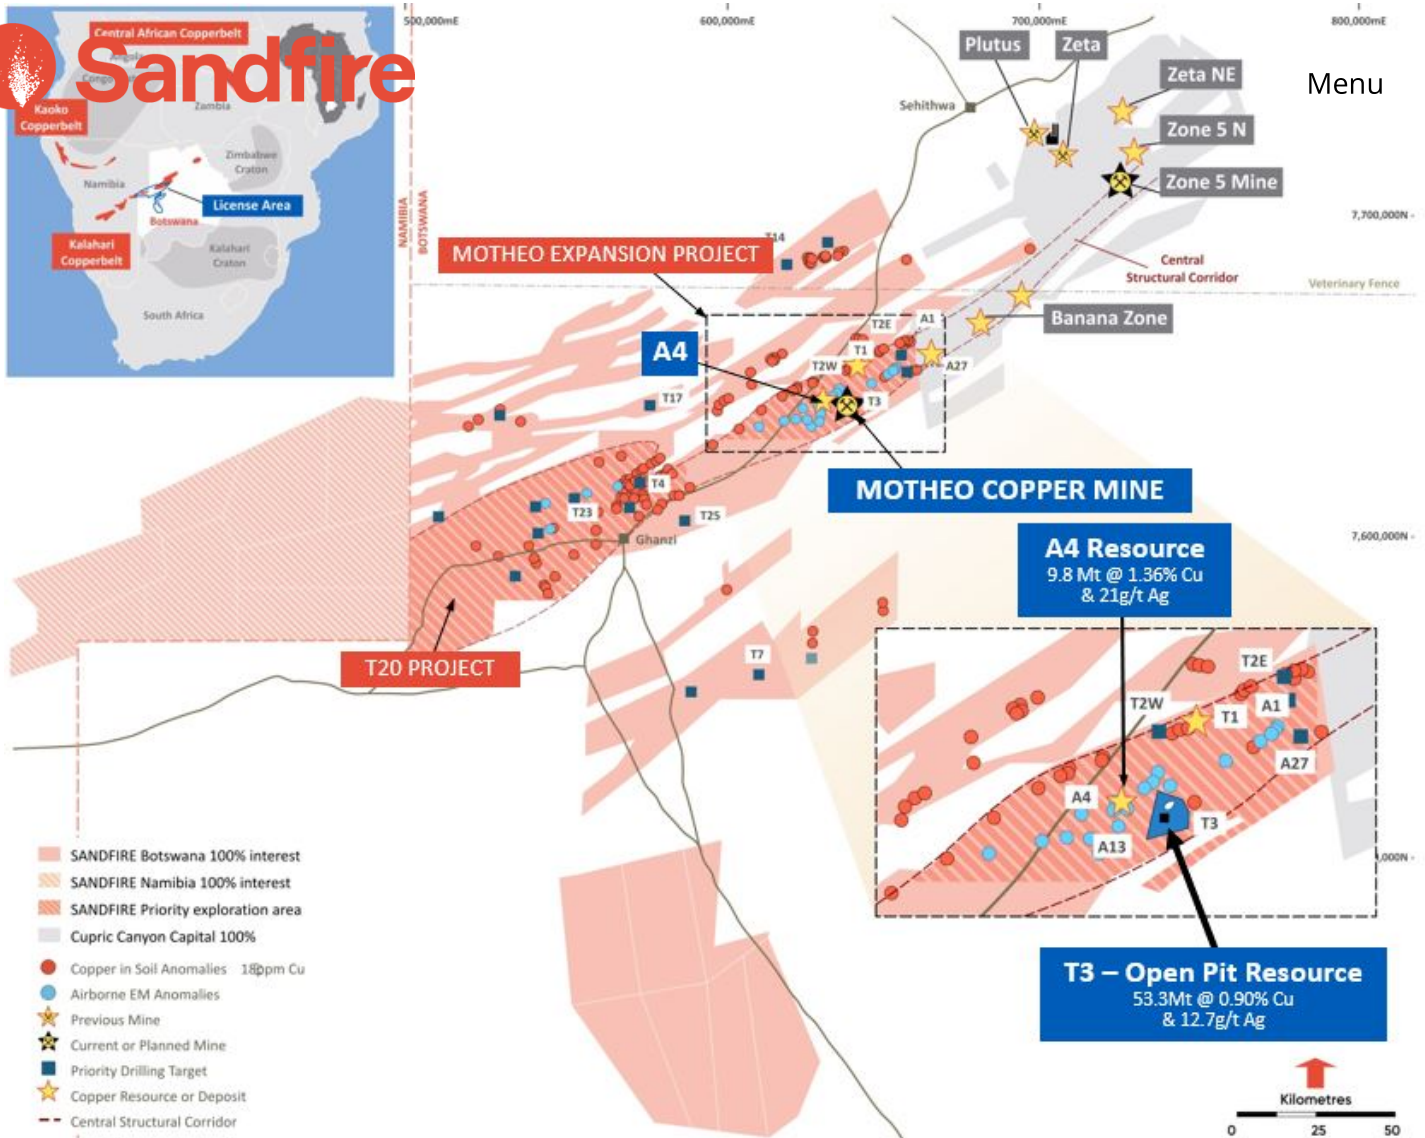 500,000mE
600,000mE
700,000mE
800,000mE
Central African Copperbelt
Sandfire
Menu
Angola
Zambia
Kaoko
Copperbelt
Zimbabwe
Craton
Namibia
License Area
Botswana
Kalahari
Copperbelt
Kalahari
Craton
South Africa
NAMIBIA
BOTSWANA
Plutus
Zeta
Zeta NE
Sehithwa
Zone 5 N
Zone 5 Mine
7,700,000N
Central
Structural Corridor
Veterinary Fence
T14
MOTHEO EXPANSION PROJECT
Banana Zone
A4
T2E
A1
T1
T2W
A27
T3
T17
MOTHEO COPPER MINE
T4
T23
T25
Ghanzi
7,600,000N
A4 Resource
9.8 Mt @ 1.36% Cu
& 21g/t Ag
T20 PROJECT
T7
T2E
T2W
T1
A1
A27
A4
T3
A13
,000N
T3 – Open Pit Resource
53.3Mt @ 0.90% Cu
& 12.7g/t Ag
SANDFIRE Botswana 100% interest
SANDFIRE Namibia 100% interest
SANDFIRE Priority exploration area
Cupric Canyon Capital 100%
Copper in Soil Anomalies
Airborne EM Anomalies
Previous Mine
Current or Planned Mine
Priority Drilling Target
Copper Resource or Deposit
Central Structural Corridor
Kilometres
0 25 50